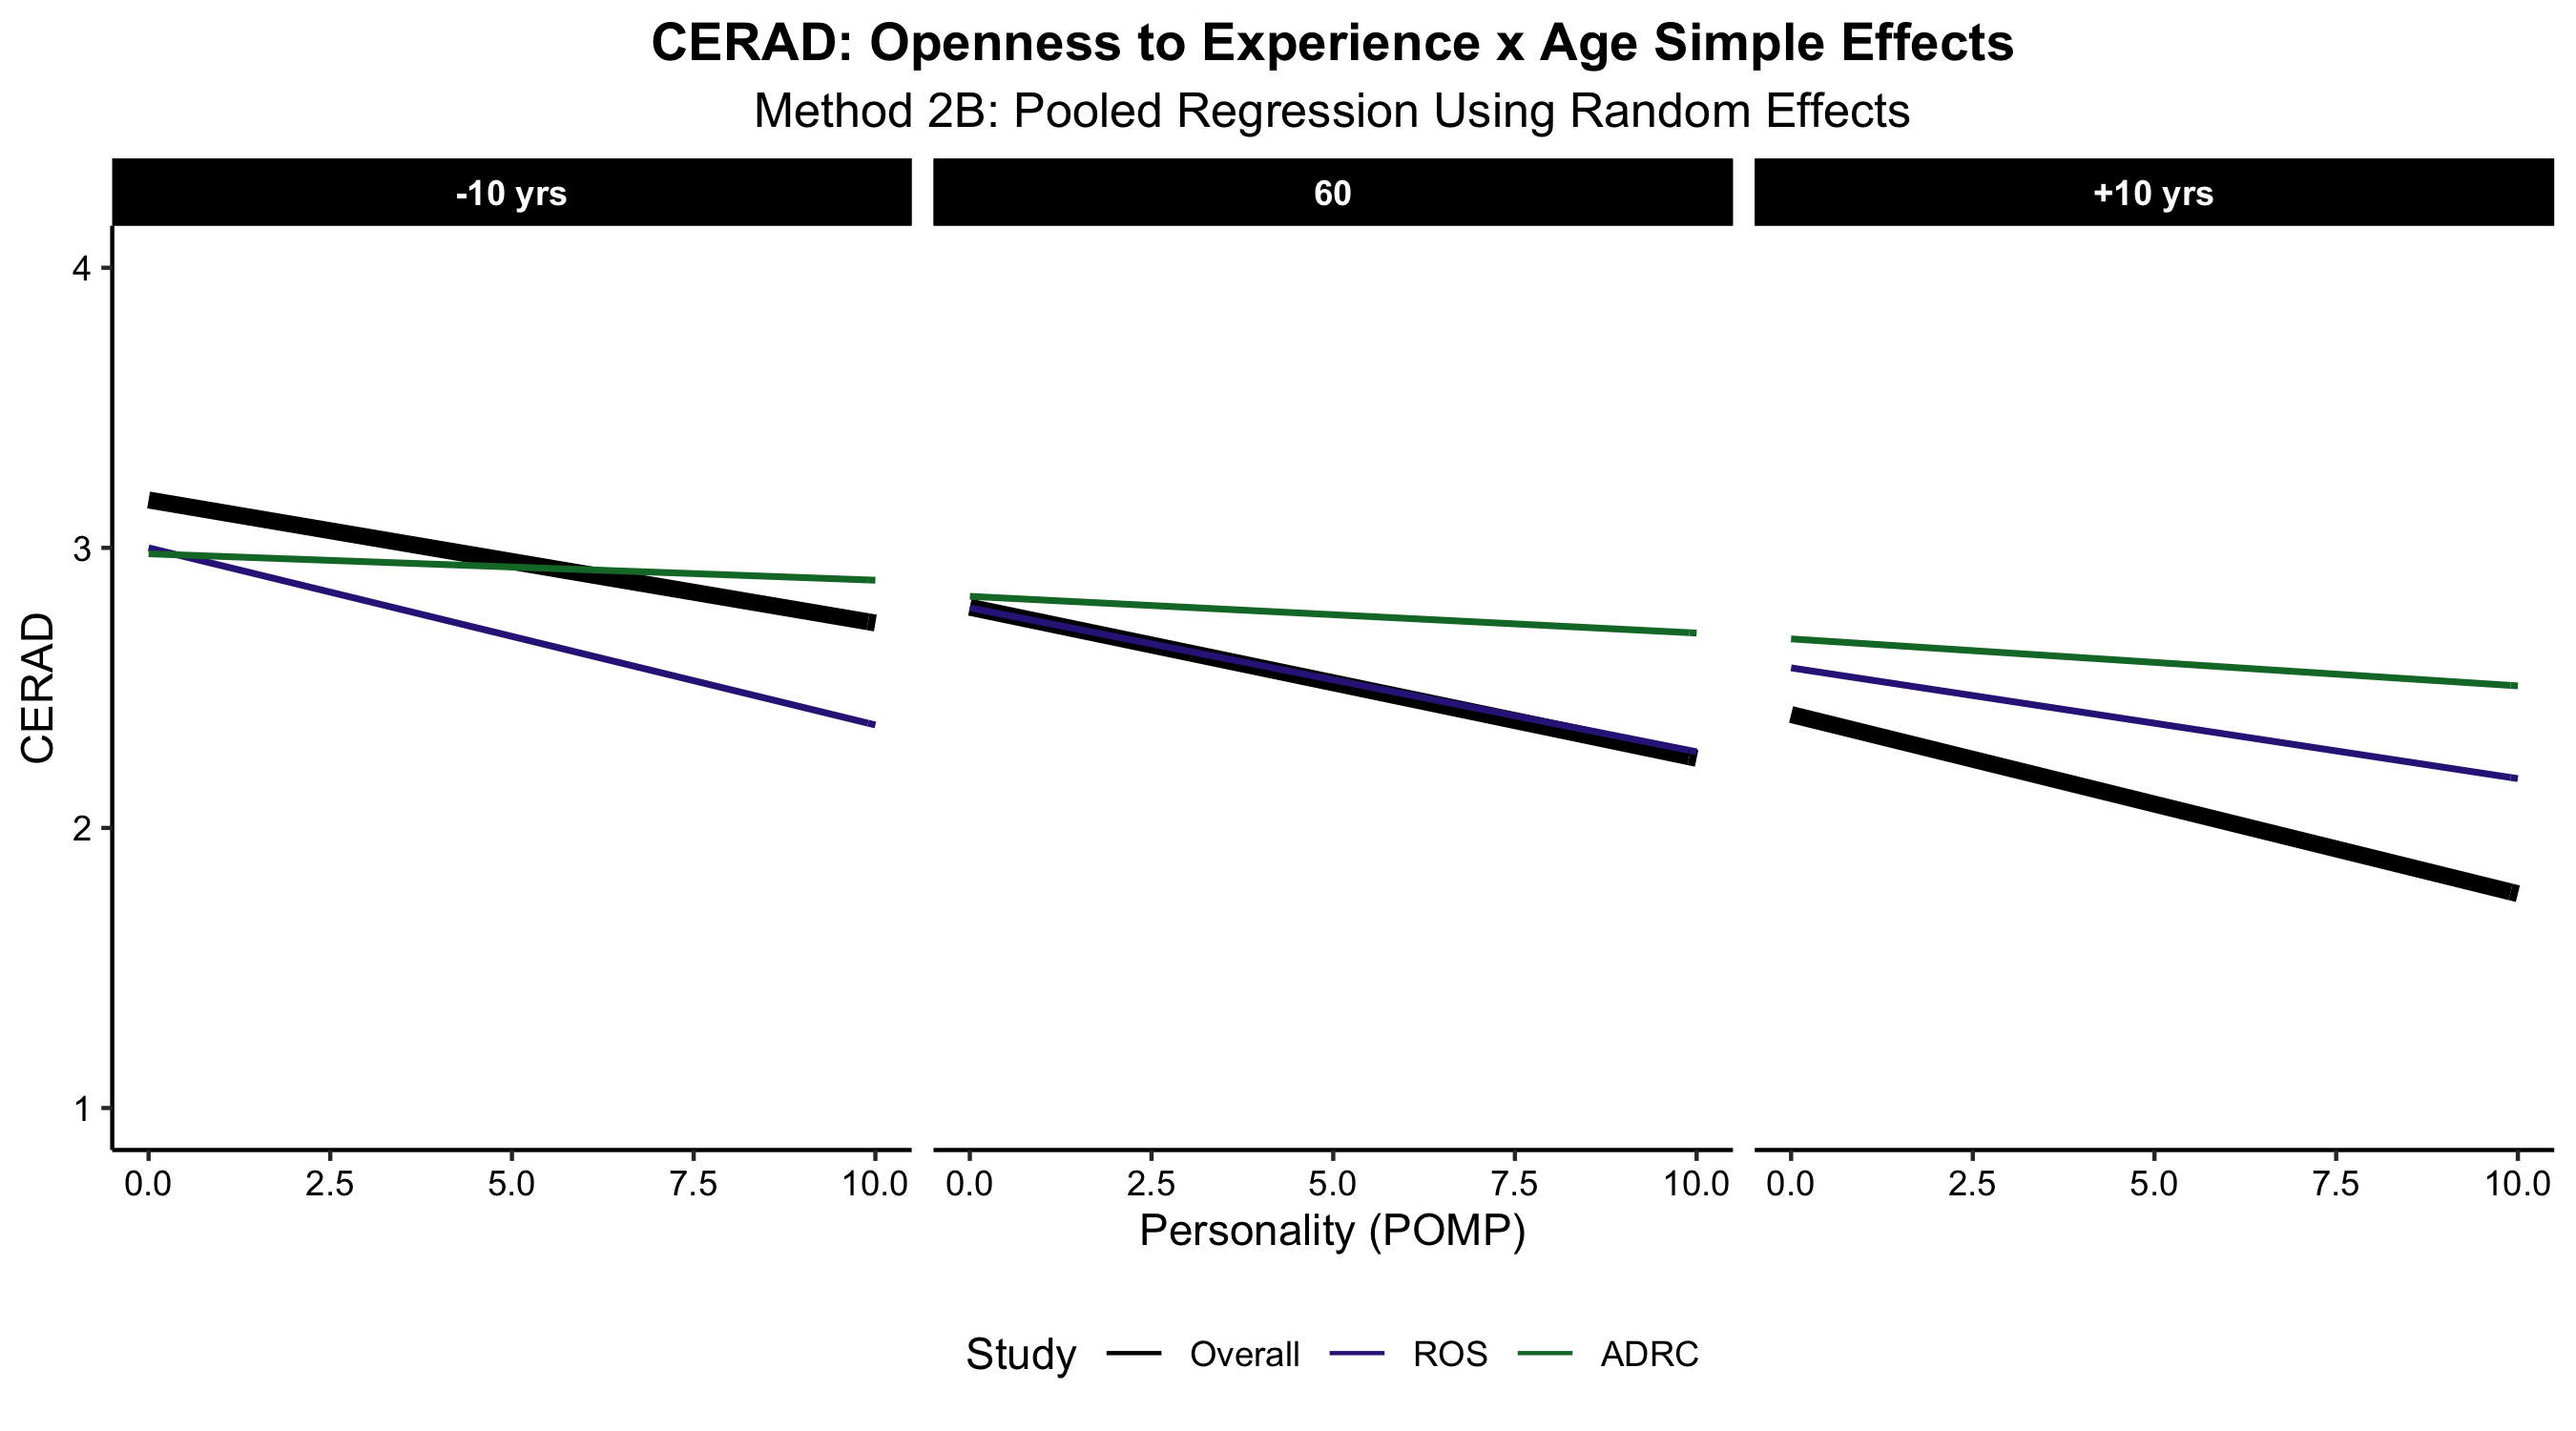 CERAD: Openness to Experience x Age Simple Effects
Method 2B: Pooled Regression Using Random Effects
-10 yrs 60 +10 yrs
4
3
2
1
CERAD
0.0 2.5 5.0 7.5 10.0 0.0 2.5 5.0 7.5 10.0 0.0 2.5 5.0 7.5 10.0
Personality (POMP)
Study Overall ROS ADRC